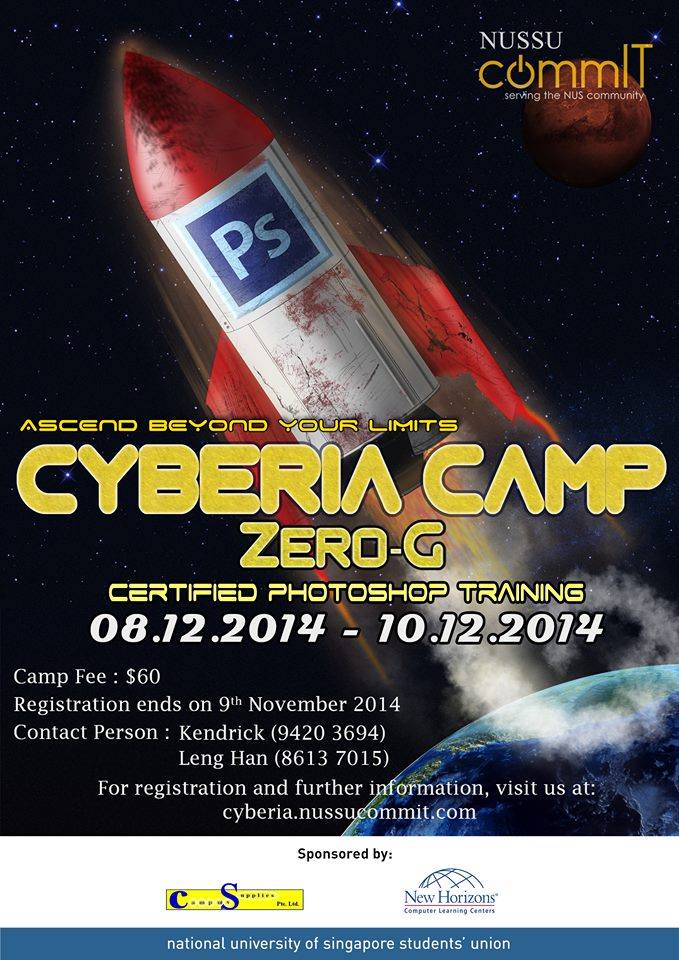 NUSSU
commIT
serving the NUS community
Ps
ASCEND BEYOND YOUR LIMITS
CYBERIA CAMP
ZERO-G
CERTIFIED PHOTOSHOP TRAINING
08.12.2014 - 10.12.2014
Camp Fee : $60
Registration ends on 9th November 2014
Contact Person : Kendrick (9420 3694)
Leng Han (8613 7015)
For registration and further information, visit us at:
cyberia.nussucommit.com
Sponsored by:
Campus Supplies Pte. Ltd.
New Horizons®
Computer Learning Centers
national university of singapore students' union